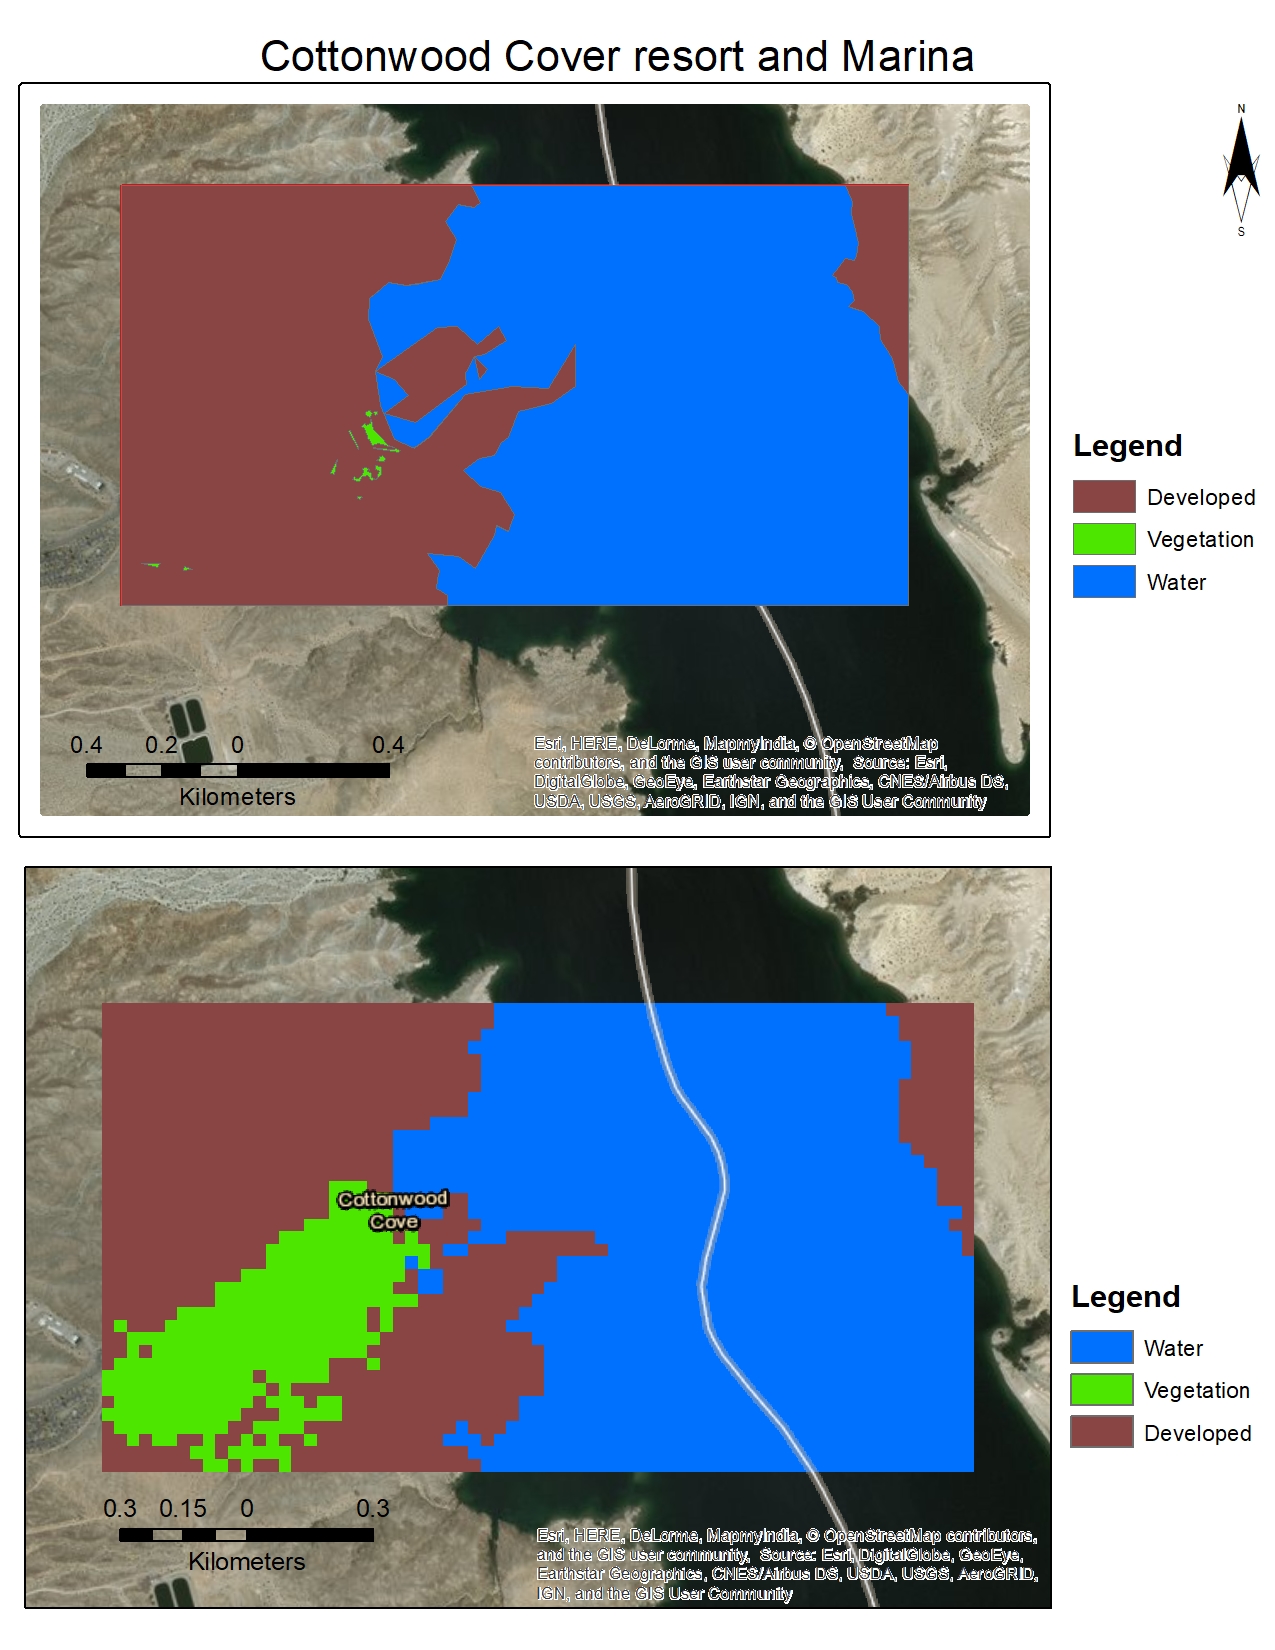 Cottonwood Cover resort and Marina
N
S
Legend
Developed
Vegetation
Water
0.4 0.2 0 0.4
Kilometers
Esri, HERE, DeLorme, MapmyIndia, © OpenStreetMap
contributors, and the GIS user community, Source: Esri,
DigitalGlobe, GeoEye, Earthstar Geographics, CNES/Airbus DS,
USDA, USGS, AeroGRID, IGN, and the GIS User Community
Cottonwood
Cove
Legend
Water
Vegetation
Developed
0.3 0.15 0 0.3
Kilometers
Esri, HERE, DeLorme, MapmyIndia, © OpenStreetMap contributors,
and the GIS user community, Source: Esri, DigitalGlobe, GeoEye,
Earthstar Geographics, CNES/Airbus DS, USDA, USGS, AeroGRID,
IGN, and the GIS User Community